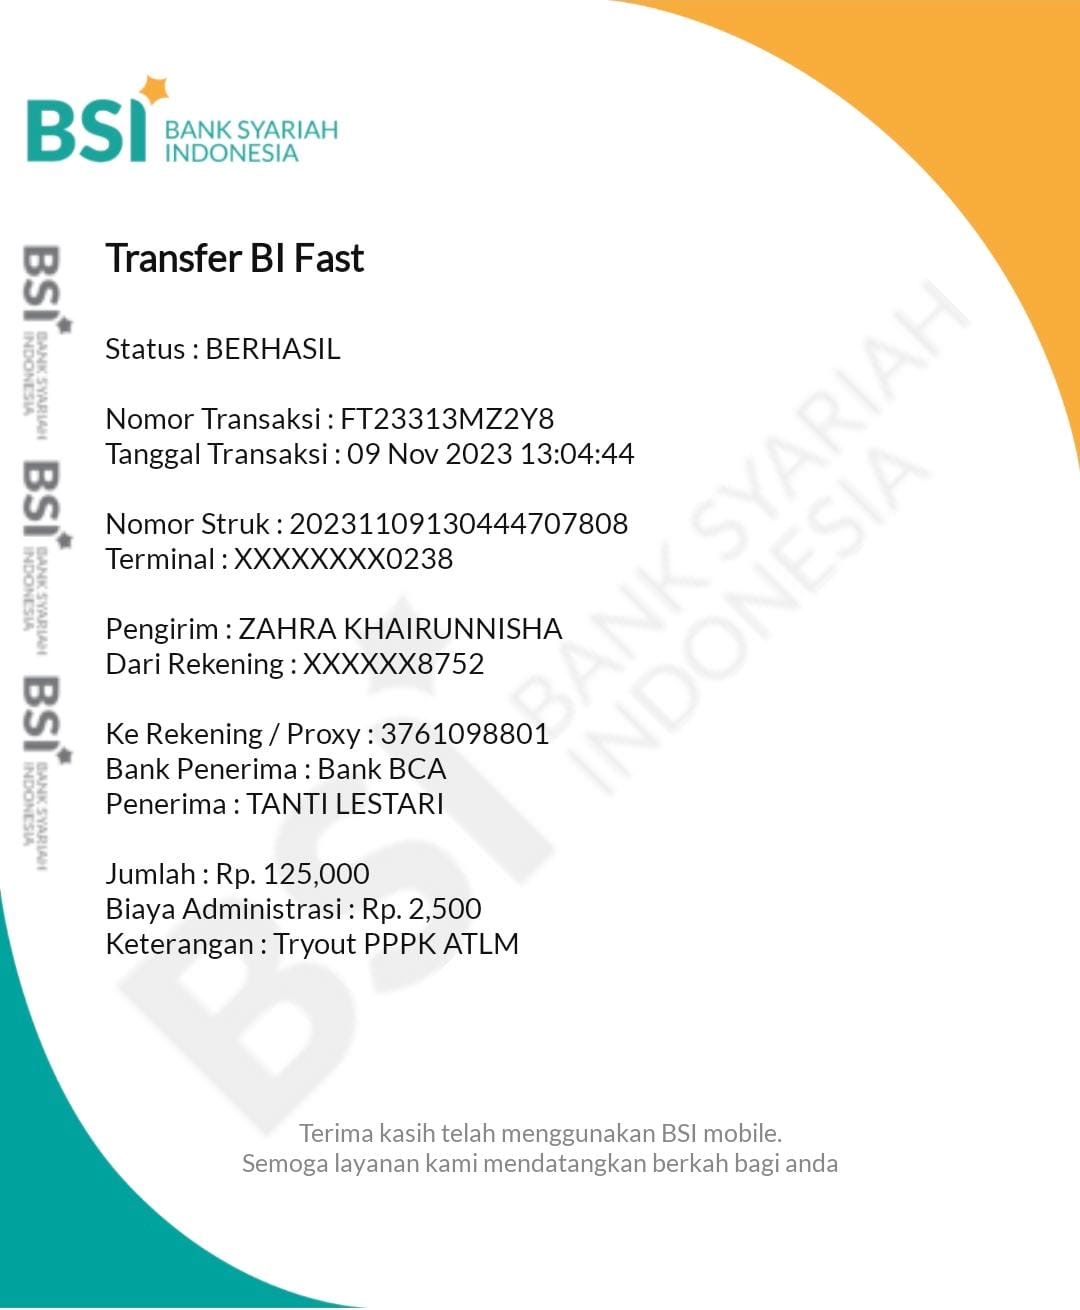 BSI BANK SYARIAH
INDONESIA
Transfer BI Fast
Status : BERHASIL
Nomor Transaksi : FT23313MZ2Y8
Tanggal Transaksi : 09 Nov 2023 13:04:44
Nomor Struk : 20231109130444707808
Terminal : XXXXXXXX0238
Pengirim : ZAHRA KHAIRUNNISHA
Dari Rekening : XXXXXX8752
Ke Rekening / Proxy : 3761098801
Bank Penerima : Bank BCA
Penerima : TANTI LESTARI
Jumlah : Rp. 125,000
Biaya Administrasi : Rp. 2,500
Keterangan : Tryout PPPK ATLM
Terima kasih telah menggunakan BSI mobile.
Semoga layanan kami mendatangkan berkah bagi anda
BSI BANK SYARIAH
INDONESIA
BSI BANK SYARIAH
INDONESIA
BSI BANK SYARIAH
INDONESIA
BSI BANK SYARIAH
INDONESIA